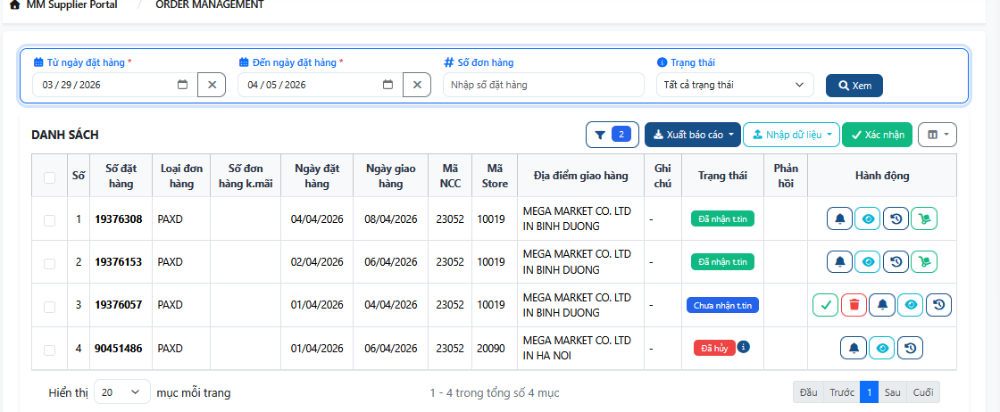 MM Supplier Portal / ORDER MANAGEMENT
Từ ngày đặt hàng * Đến ngày đặt hàng * Số đơn hàng Trạng thái
03 / 29 / 2026 04 / 05 / 2026 Nhập số đặt hàng Tất cả trạng thái Xem
DANH SÁCH 2 Xuất báo cáo Nhập dữ liệu Xác nhận
Số Số đặt hàng Loại đơn hàng Số đơn hàng k.mãi Ngày đặt hàng Ngày giao hàng Mã NCC Mã Store Địa điểm giao hàng Ghi chú Trạng thái Phản hồi Hành động
1 19376308 PAXD 04/04/2026 08/04/2026 23052 10019 MEGA MARKET CO. LTD IN BINH DUONG - Đã nhận t.tin
2 19376153 PAXD 02/04/2026 06/04/2026 23052 10019 MEGA MARKET CO. LTD IN BINH DUONG - Đã nhận t.tin
3 19376057 PAXD 01/04/2026 04/04/2026 23052 10019 MEGA MARKET CO. LTD IN BINH DUONG - Chưa nhận t.tin
4 90451486 PAXD 01/04/2026 06/04/2026 23052 20090 MEGA MARKET CO. LTD IN HA NOI - Đã hủy
Hiển thị 20 mục mỗi trang 1 - 4 trong tổng số 4 mục Đầu Trước 1 Sau Cuối